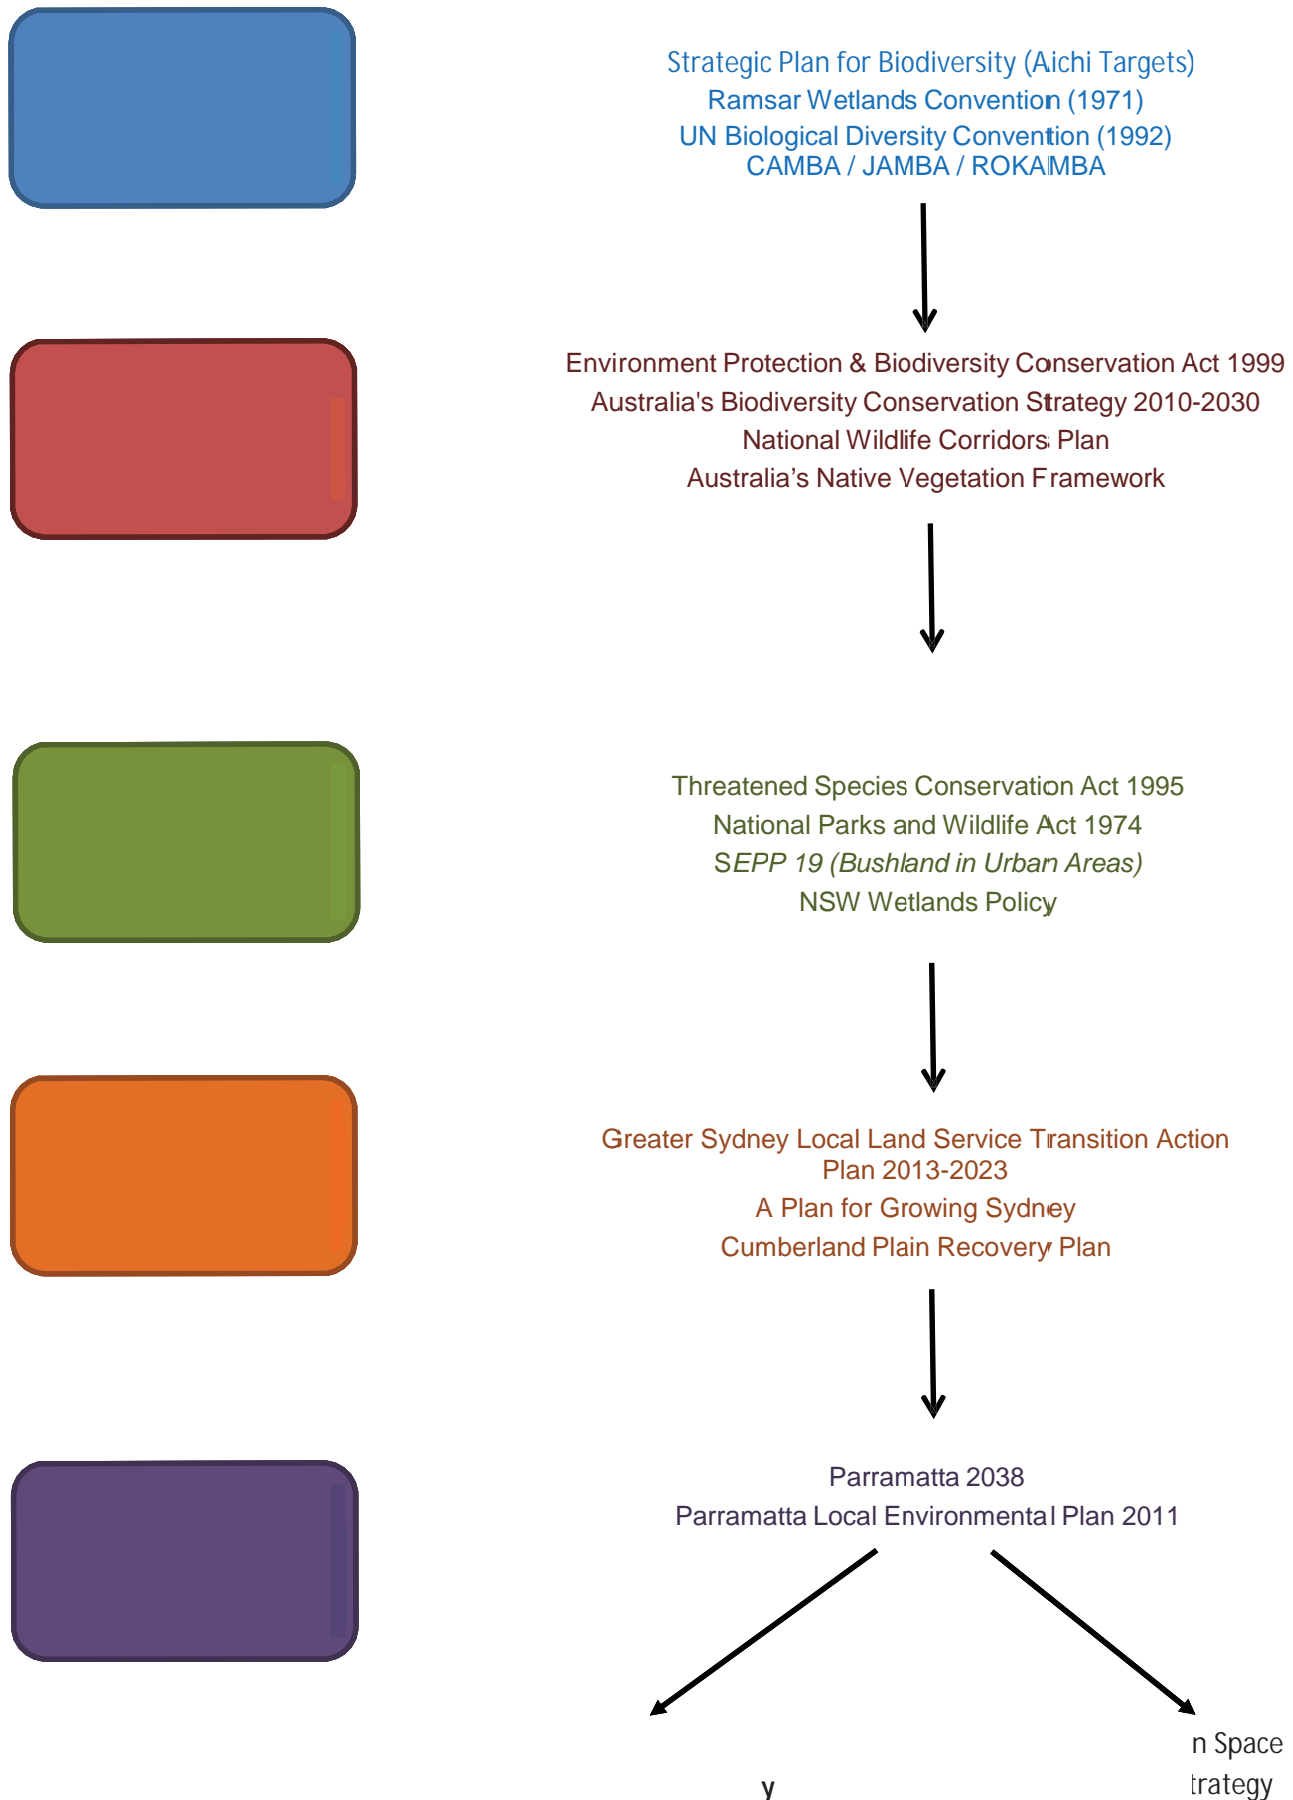 Strategic Plan for Biodiversity (Aichi Targets)
Ramsar Wetlands Convention (1971)
UN Biological Diversity Convention (1992)
CAMBA / JAMBA / ROKAMBA
Environment Protection & Biodiversity Conservation Act 1999
Australia's Biodiversity Conservation Strategy 2010-2030
National Wildlife Corridors Plan
Australia’s Native Vegetation Framework
Threatened Species Conservation Act 1995
National Parks and Wildlife Act 1974
SEPP 19 (Bushland in Urban Areas)
NSW Wetlands Policy
Greater Sydney Local Land Service Transition Action
Plan 2013-2023
A Plan for Growing Sydney
Cumberland Plain Recovery Plan
Parramatta 2038
Parramatta Local Environmental Plan 2011
n Space
y trategy